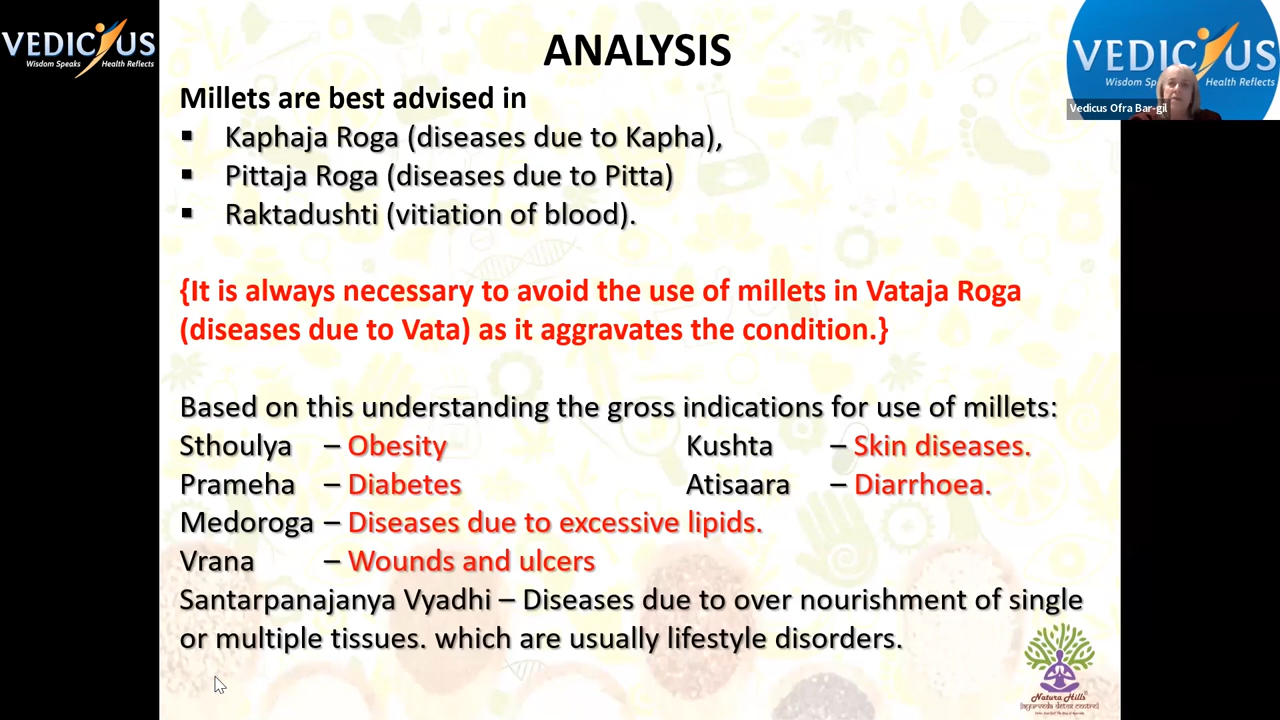 VEDICUS
Wisdom Speaks Health Reflects
ANALYSIS
VEDICUS
Wisdom Health Reflects
Vedicus Ofra Bar-gil
Millets are best advised in
▪ Kaphaja Roga (diseases due to Kapha),
▪ Pittaja Roga (diseases due to Pitta)
▪ Raktadushti (vitiation of blood).
{It is always necessary to avoid the use of millets in Vataja Roga
(diseases due to Vata) as it aggravates the condition.}
Based on this understanding the gross indications for use of millets:
Sthoulya – Obesity Kushta – Skin diseases.
Prameha – Diabetes Atisaara – Diarrhoea.
Medoroga – Diseases due to excessive lipids.
Vrana – Wounds and ulcers
Santarpanajanya Vyadhi – Diseases due to over nourishment of single
or multiple tissues. which are usually lifestyle disorders.
Natura Hills